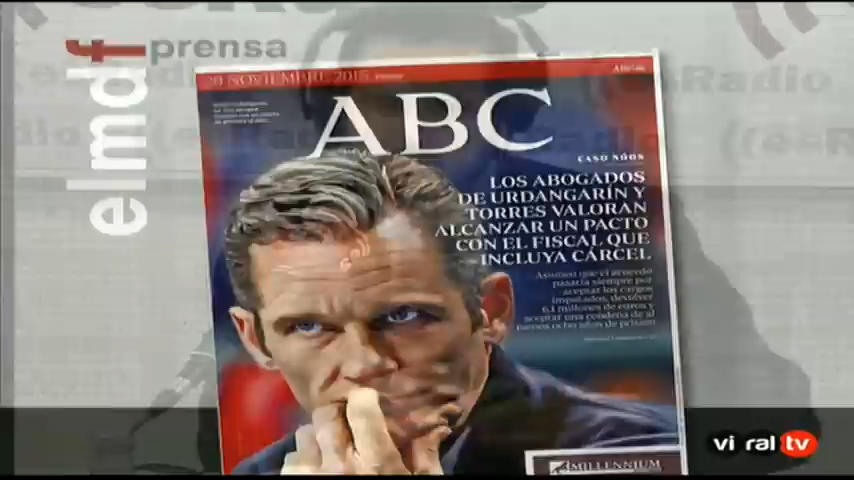 elmdf
prensa
esRadio
20 NOVIEMBRE 2015
ABC
CASO NÓOS
LOS ABOGADOS
DE URDANGARÍN Y
TORRES VALORAN
ALCANZAR UN PACTO
CON EL FISCAL QUE
INCLUYA CÁRCEL
Asumen que el acuerdo
pasaría siempre por
aceptar los cargos
imputados, devolver
6,1 millones de euros y
aceptar una condena de al
menos ocho años de prisión
MILLENNIUM
viral tv